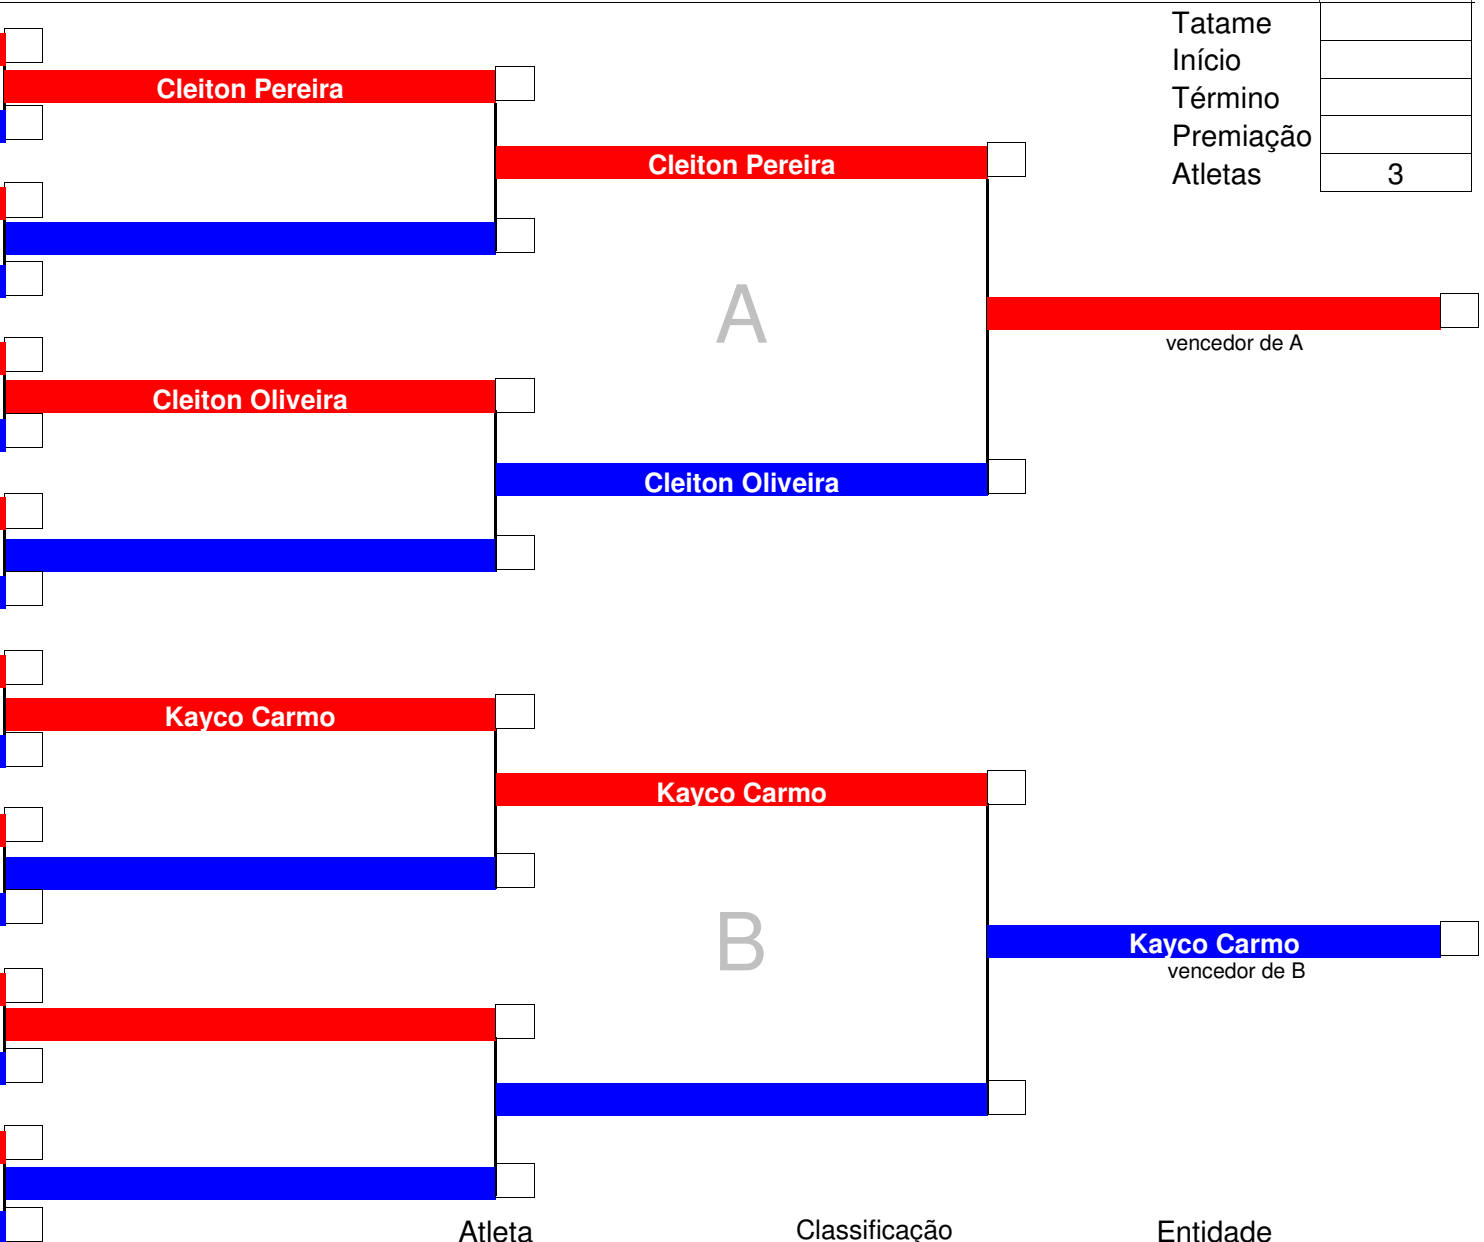 Tatame
Início
Término
Premiação
Atletas 3
Cleiton Pereira
Cleiton Pereira
A
vencedor de A
Cleiton Oliveira
Cleiton Oliveira
Kayco Carmo
Kayco Carmo
B
Kayco Carmo
vencedor de B
Atleta Classificação Entidade